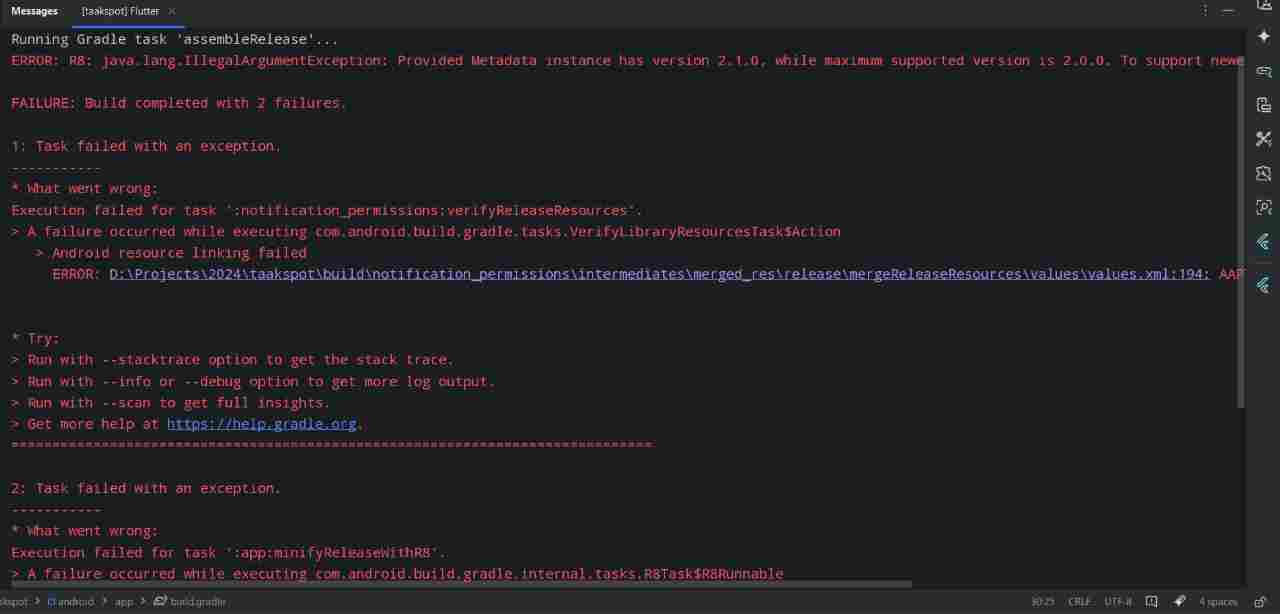 Messages
[taakspot] Flutter
Running Gradle task 'assembleRelease'...
ERROR: R8: java.lang.IllegalArgumentException: Provided Metadata instance has version 2.1.0, while maximum supported version is 2.0.0. To support newe
FAILURE: Build completed with 2 failures.
1: Task failed with an exception.
-----------
* What went wrong:
Execution failed for task ':notification_permissions:verifyReleaseResources'.
> A failure occurred while executing com.android.build.gradle.tasks.VerifyLibraryResourcesTask$Action
> Android resource linking failed
ERROR: D:\Projects\2024\taakspot\build\notification_permissions\intermediates\merged_res\release\mergeReleaseResources\values\values.xml:194: AAP
* Try:
> Run with --stacktrace option to get the stack trace.
> Run with --info or --debug option to get more log output.
> Run with --scan to get full insights.
> Get more help at https://help.gradle.org.
==============================================================================
2: Task failed with an exception.
-----------
* What went wrong:
Execution failed for task ':app:minifyReleaseWithR8'.
> A failure occurred while executing com.android.build.gradle.internal.tasks.R8Task$R8Runnable
akspot > android > app > build.gradle
30:25 CRLF UTF-8 4 spaces